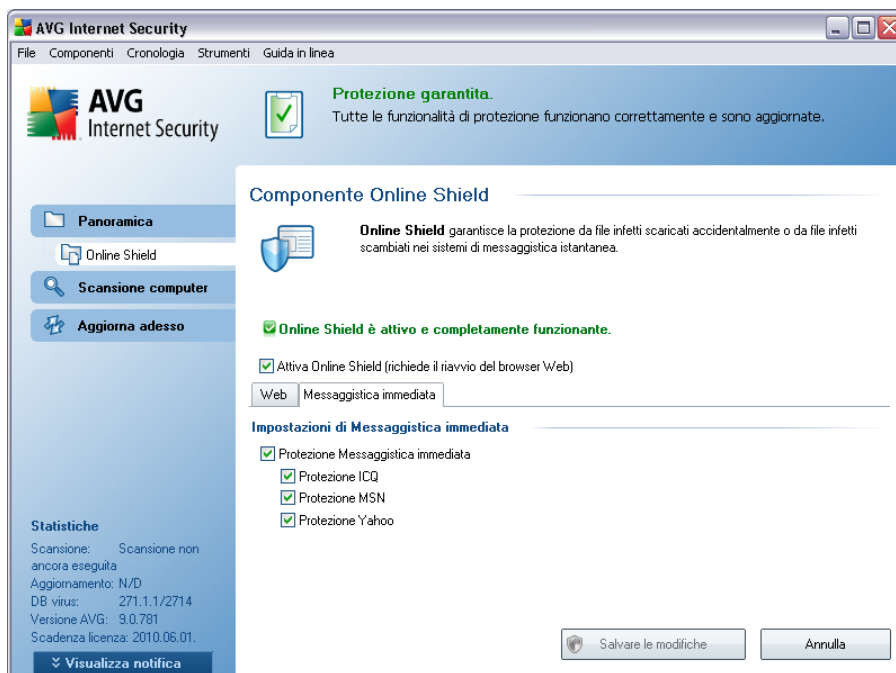 AVG Internet Security
File Componenti Cronologia Strumenti Guida in linea
AVG
Internet Security
Protezione garantita.
Tutte le funzionalità di protezione funzionano correttamente e sono aggiornate.
Panoramica
Online Shield
Scansione computer
Aggiorna adesso
Componente Online Shield
Online Shield garantisce la protezione da file infetti scaricati accidentalmente o da file infetti
scambiati nei sistemi di messaggistica istantanea.
Online Shield è attivo e completamente funzionante.
Attiva Online Shield (richiede il riavvio del browser Web)
Web Messaggistica immediata
Impostazioni di Messaggistica immediata
Protezione Messaggistica immediata
Protezione ICQ
Protezione MSN
Protezione Yahoo
Statistiche
Scansione: Scansione non
ancora eseguita
Aggiornamento: N/D
DB virus: 271.1.1/2714
Versione AVG: 9.0.781
Scadenza licenza: 2010.06.01.
Visualizza notifica
Salvare le modifiche
Annulla